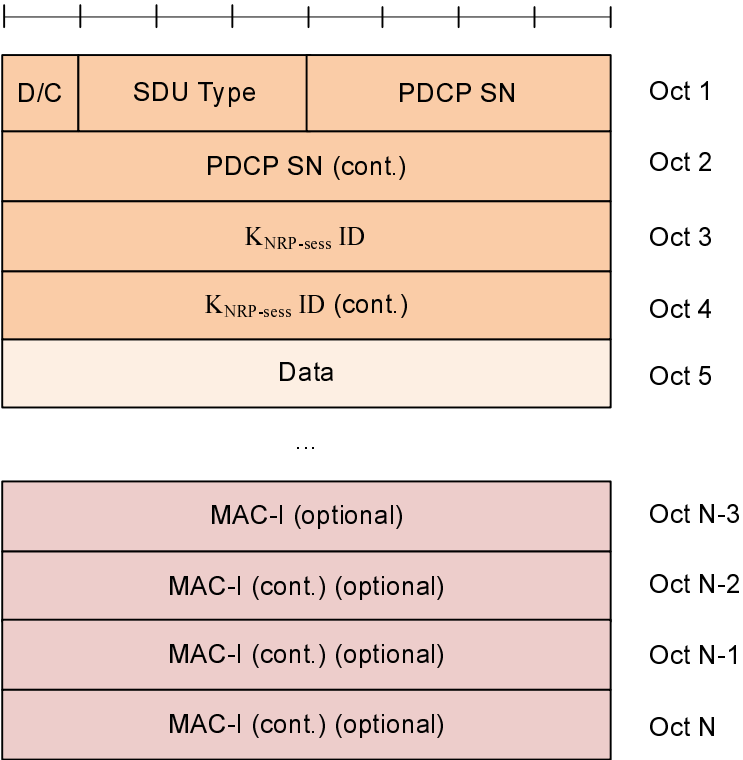 D/C SDU Type PDCP SN Oct 1
PDCP SN (cont.) Oct 2
KNRP-sess ID Oct 3
KNRP-sess ID (cont.) Oct 4
Data Oct 5
...
MAC-I (optional) Oct N-3
MAC-I (cont.) (optional) Oct N-2
MAC-I (cont.) (optional) Oct N-1
MAC-I (cont.) (optional) Oct N